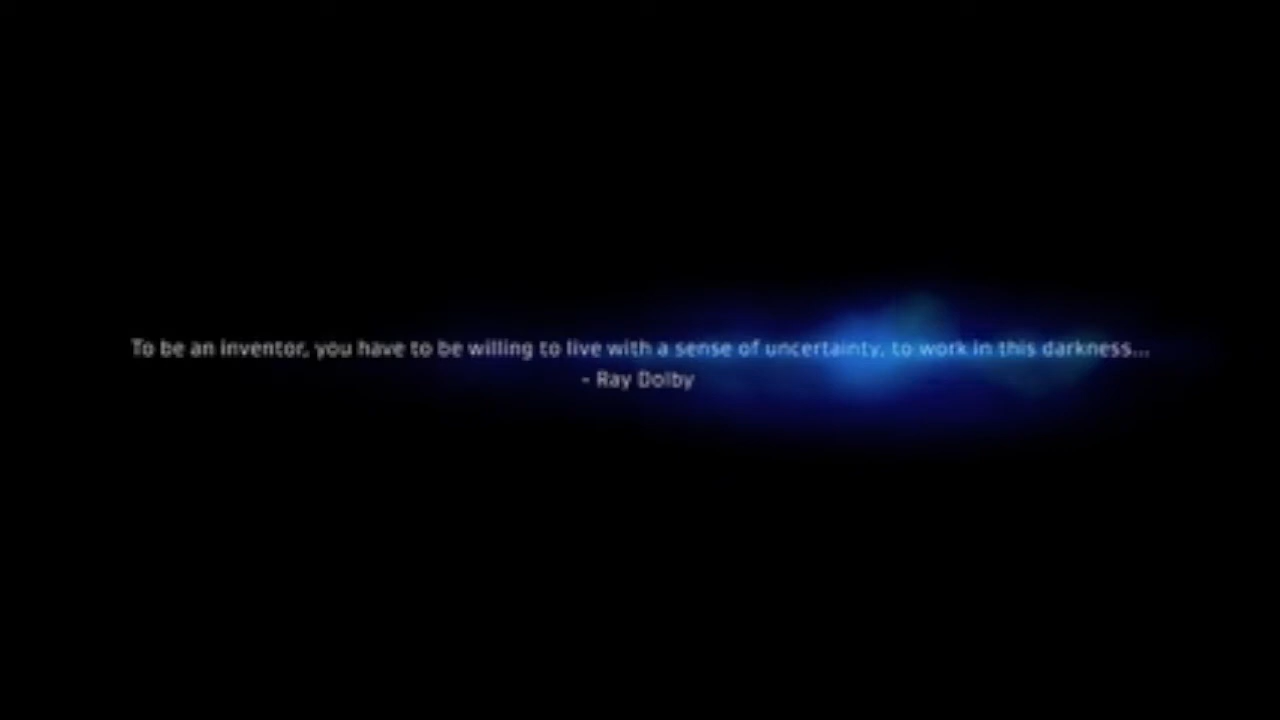 To be an inventor, you have to be willing to live with a sense of uncertainty, to work in this darkness...
- Ray Dolby